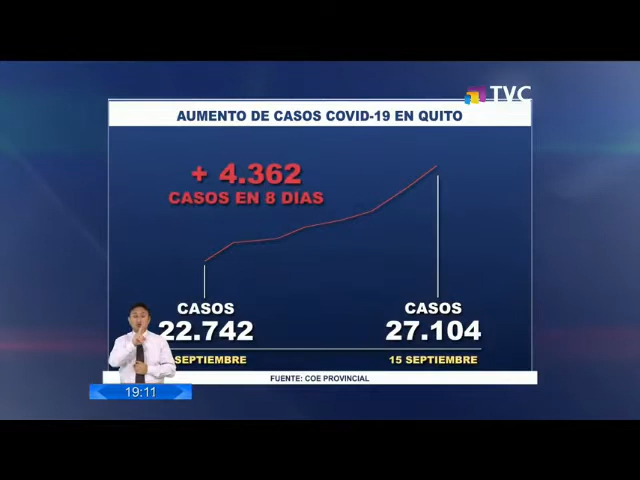 TVC
AUMENTO DE CASOS COVID-19 EN QUITO
+ 4.362
CASOS EN 8 DIAS
CASOS
22.742
SEPTIEMBRE
CASOS
27.104
15 SEPTIEMBRE
FUENTE: COE PROVINCIAL
19:11